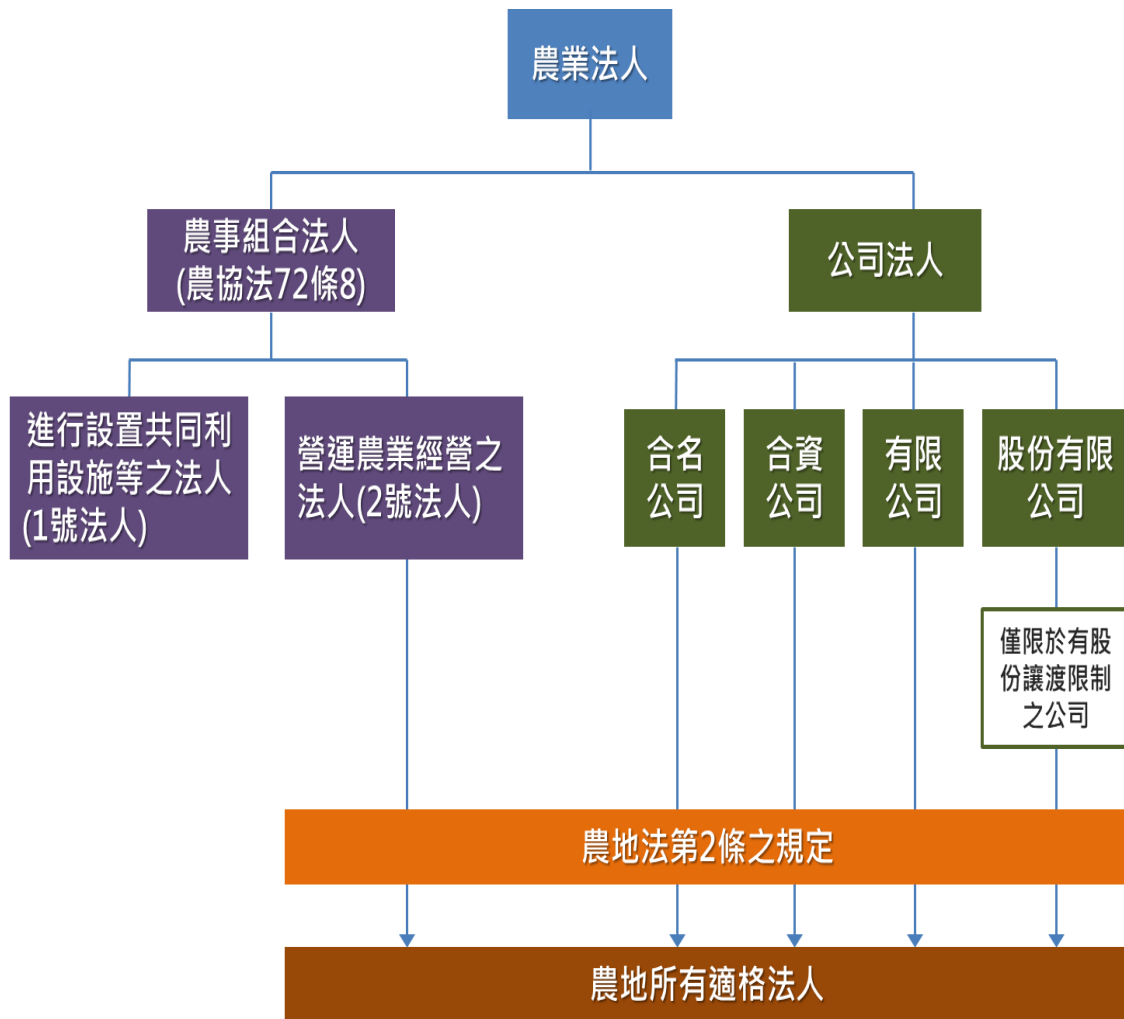 農業法人
農事組合法人
(農協法72條8)
公司法人
進行設置共同利
用設施等之法人
(1號法人)
營運農業經營之
法人(2號法人)
合名
公司
合資
公司
有限
公司
股份有限
公司
僅限於有股
份讓渡限制
之公司
農地法第2條之規定
農地所有適格法人